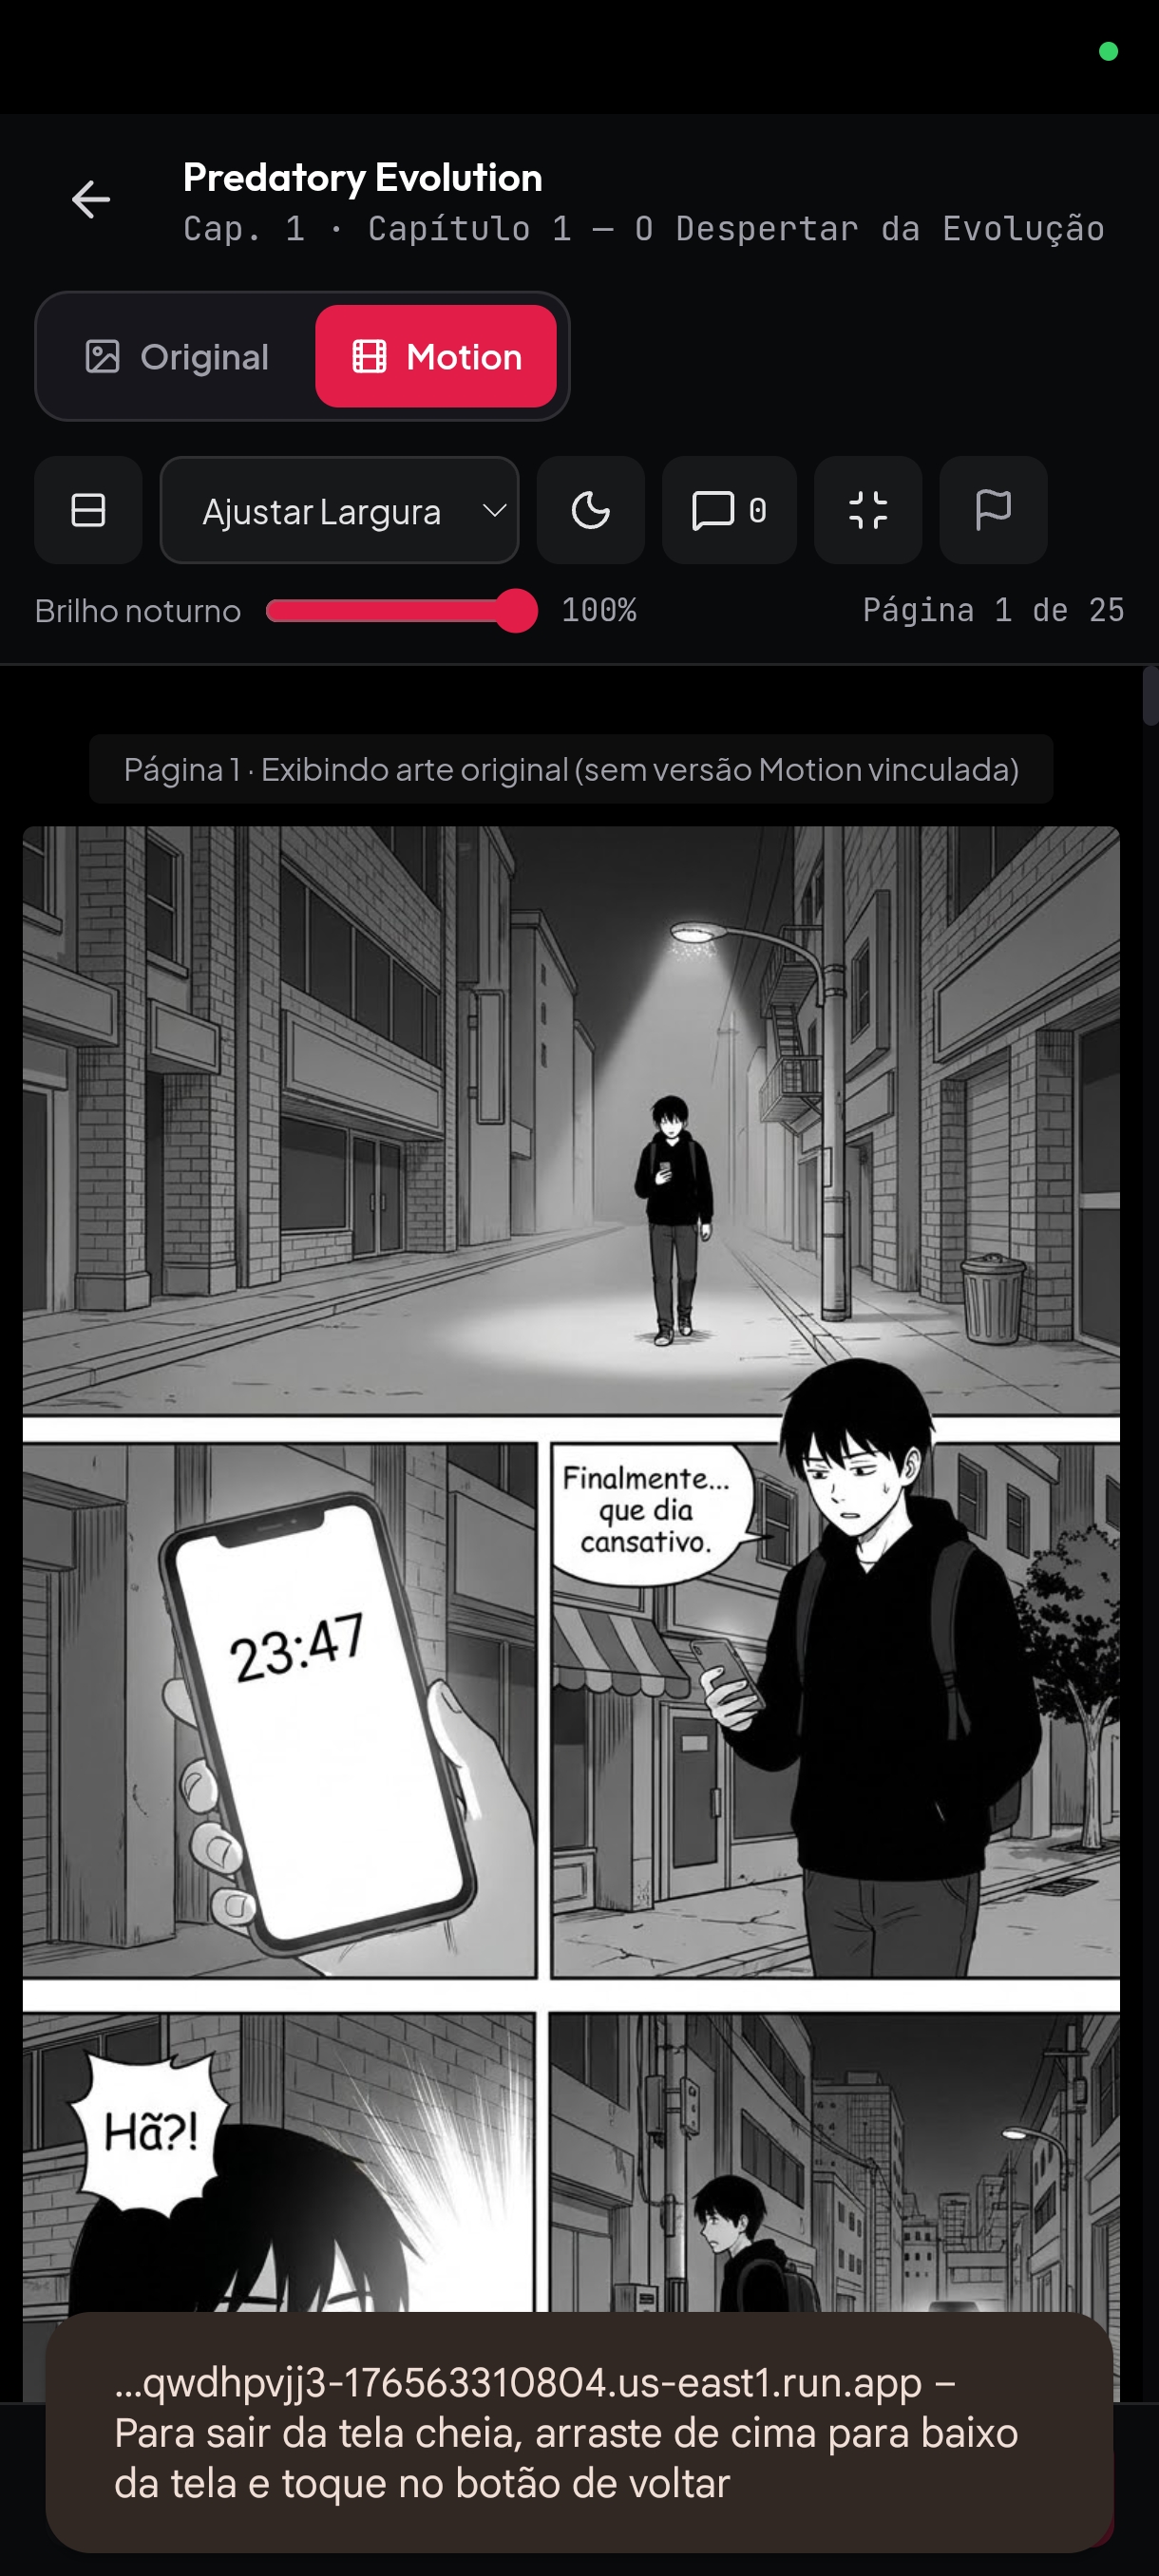 Predatory Evolution
Cap. 1 · Capítulo 1 — O Despertar da Evolução
Original
Motion
Ajustar Largura
0
Brilho noturno
100%
Página 1 de 25
Página 1 · Exibindo arte original (sem versão Motion vinculada)
23:47
Finalmente...
que dia
cansativo.
Hã?!
...qwdhpvjj3-176563310804.us-east1.run.app –
Para sair da tela cheia, arraste de cima para baixo
da tela e toque no botão de voltar